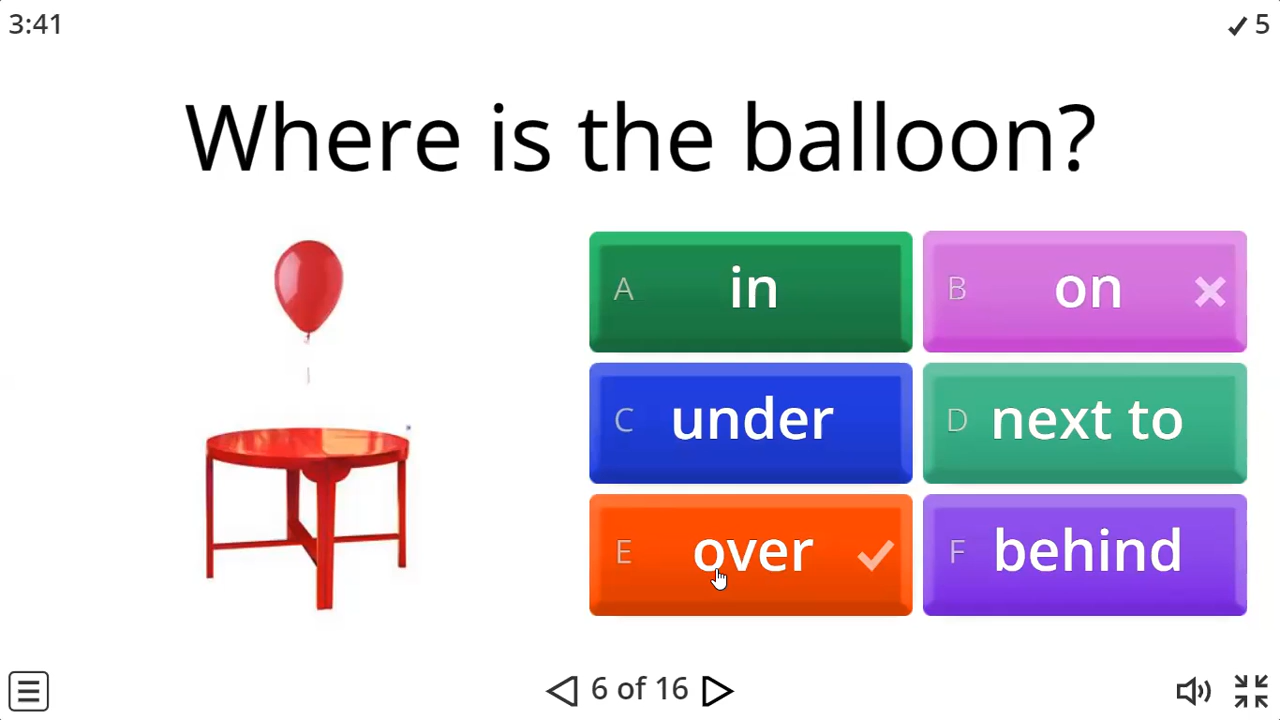 3:41
✓ 5
Where is the balloon?
A in
B on
C under
D next to
E over
F behind
6 of 16